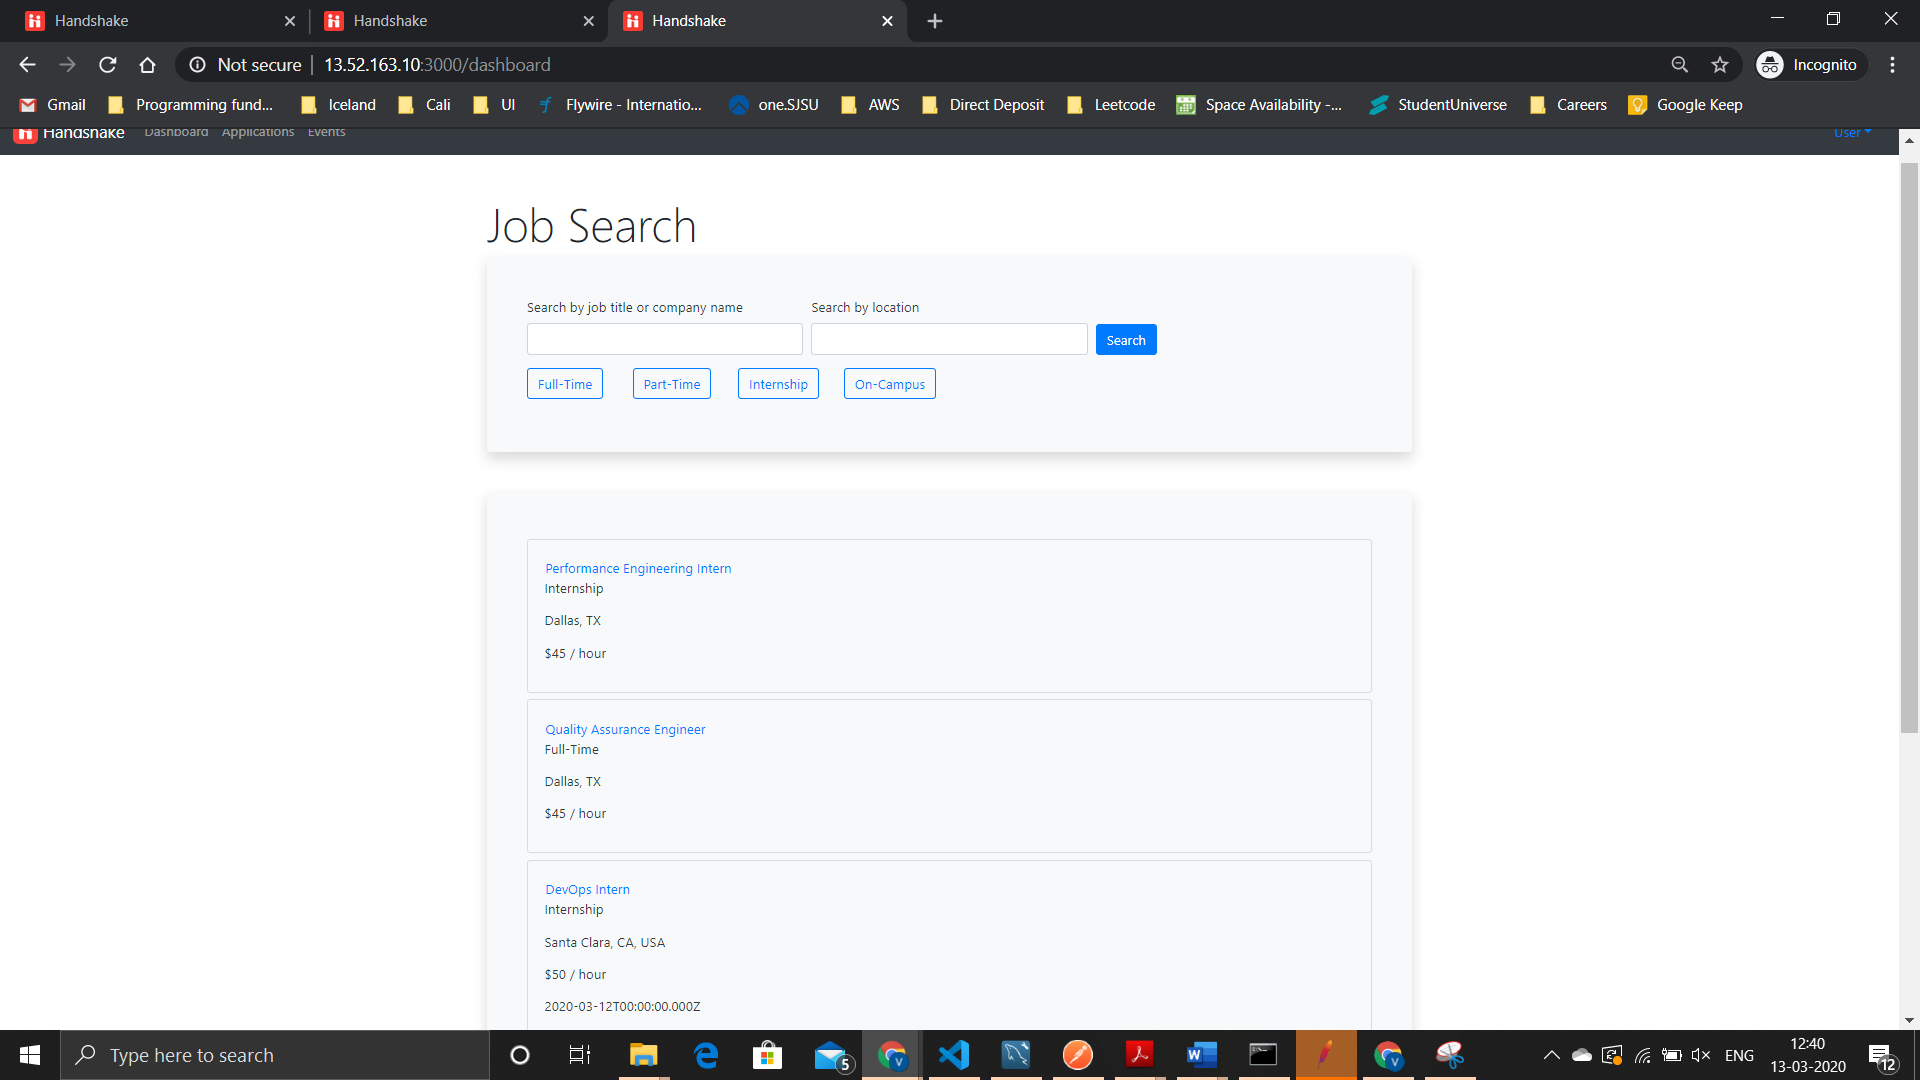 Handshake
Handshake
Handshake
Not secure 13.52.163.10:3000/dashboard
Incognito
Gmail Programming fund... Iceland Cali UI Flywire - Internatio... one.SJSU AWS Direct Deposit Leetcode Space Availability -... StudentUniverse Careers Google Keep
Handshake Dashboard Applications Events User
Job Search
Search by job title or company name Search by location
Search
Full-Time Part-Time Internship On-Campus
Performance Engineering Intern
Internship
Dallas, TX
$45 / hour
Quality Assurance Engineer
Full-Time
Dallas, TX
$45 / hour
DevOps Intern
Internship
Santa Clara, CA, USA
$50 / hour
2020-03-12T00:00:00.000Z
Type here to search
5
ENG
12:40
13-03-2020
12